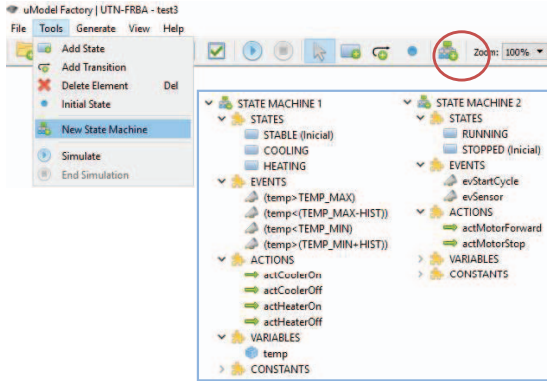 uModel Factory | UTN-FRBA - test3
File Tools Generate View Help
Add State
Add Transition
Delete Element Del
Initial State
New State Machine
Simulate
End Simulation
Zoom: 100%
STATE MACHINE 1
STATES
STABLE (Inicial)
COOLING
HEATING
EVENTS
(temp>TEMP_MAX)
(temp<(TEMP_MAX-HIST))
(temp<TEMP_MIN)
(temp>(TEMP_MIN+HIST))
ACTIONS
actCoolerOn
actCoolerOff
actHeaterOn
actHeaterOff
VARIABLES
temp
CONSTANTS
STATE MACHINE 2
STATES
RUNNING
STOPPED (Inicial)
EVENTS
evStartCycle
evSensor
ACTIONS
actMotorForward
actMotorStop
VARIABLES
CONSTANTS